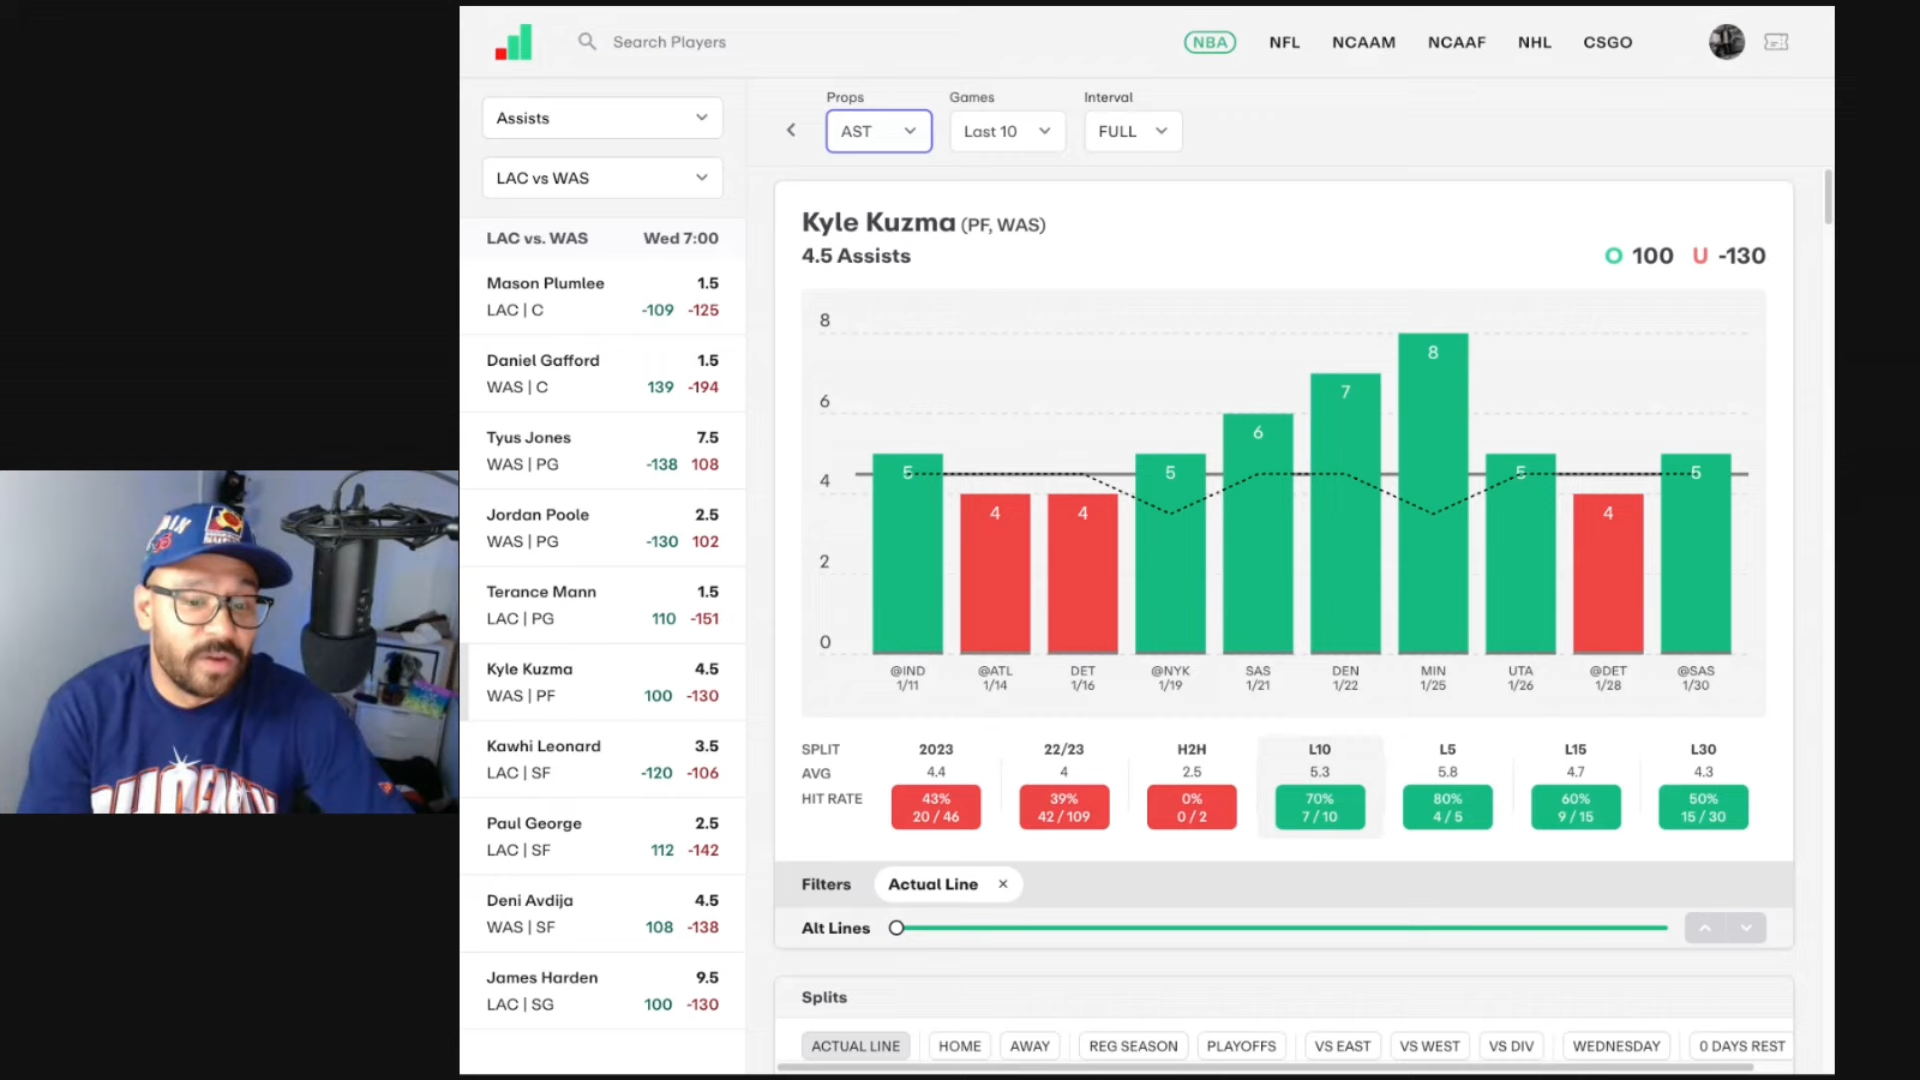 Search Players
NBA NFL NCAAM NCAAF NHL CSGO
Assists
LAC vs WAS
LAC vs. WAS Wed 7:00
Mason Plumlee 1.5
LAC | C -109 -125
Daniel Gafford 1.5
WAS | C 139 -194
Tyus Jones 7.5
WAS | PG -138 108
Jordan Poole 2.5
WAS | PG -130 102
Terance Mann 1.5
LAC | PG 110 -151
Kyle Kuzma 4.5
WAS | PF 100 -130
Kawhi Leonard 3.5
LAC | SF -120 -106
Paul George 2.5
LAC | SF 112 -142
Deni Avdija 4.5
WAS | SF 108 -138
James Harden 9.5
LAC | SG 100 -130
Props Games Interval
AST Last 10 FULL
Kyle Kuzma (PF, WAS)
4.5 Assists
O 100 U -130
8
6
4
2
0
5 4 4 5 6 7 8 5 4 5
@IND @ATL DET @NYK SAS DEN MIN UTA @DET @SAS
1/11 1/14 1/16 1/19 1/21 1/22 1/25 1/26 1/28 1/30
SPLIT 2023 22/23 H2H L10 L5 L15 L30
AVG 4.4 4 2.5 5.3 5.8 4.7 4.3
HIT RATE 43% 39% 0% 70% 80% 60% 50%
20 / 46 42 / 109 0 / 2 7 / 10 4 / 5 9 / 15 15 / 30
Filters Actual Line ×
Alt Lines
Splits
ACTUAL LINE HOME AWAY REG SEASON PLAYOFFS VS EAST VS WEST VS DIV WEDNESDAY 0 DAYS REST